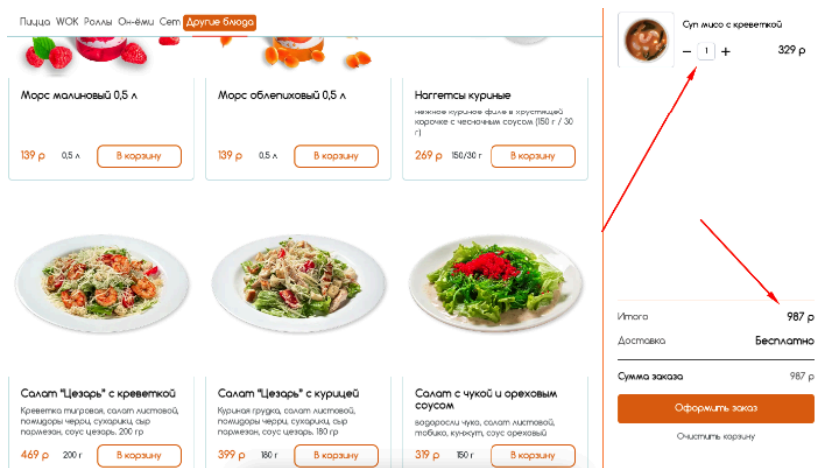 Пицца WOK Роллы Он-ёми Сет Другие блюда
Морс малиновый 0,5 л
139 р 0,5 л В корзину
Морс облепиховый 0,5 л
139 р 0,5 л В корзину
Наггетсы куриные
нежное куриное филе в хрустящей
корочке с чесночным соусом (150 г / 30
г)
269 р 150/30 г В корзину
Салат "Цезарь" с креветкой
Креветка тигровая, салат листовой,
помидоры черри, сухарики, сыр
пармезан, соус цезарь. 200 гр
469 р 200 г В корзину
Салат "Цезарь" с курицей
Куриная грудка, салат листовой,
помидоры черри, сухарики, сыр
пармезан, соус цезарь. 180 гр
399 р 180 г В корзину
Салат с чукой и ореховым
соусом
водоросли чука, салат листовой,
тобико, кунжут, соус ореховый
319 р 150 г В корзину
Суп мисо с креветкой
− 1 + 329 р
Итого 987 р
Доставка Бесплатно
Сумма заказа 987 р
Оформить заказ
Очистить корзину